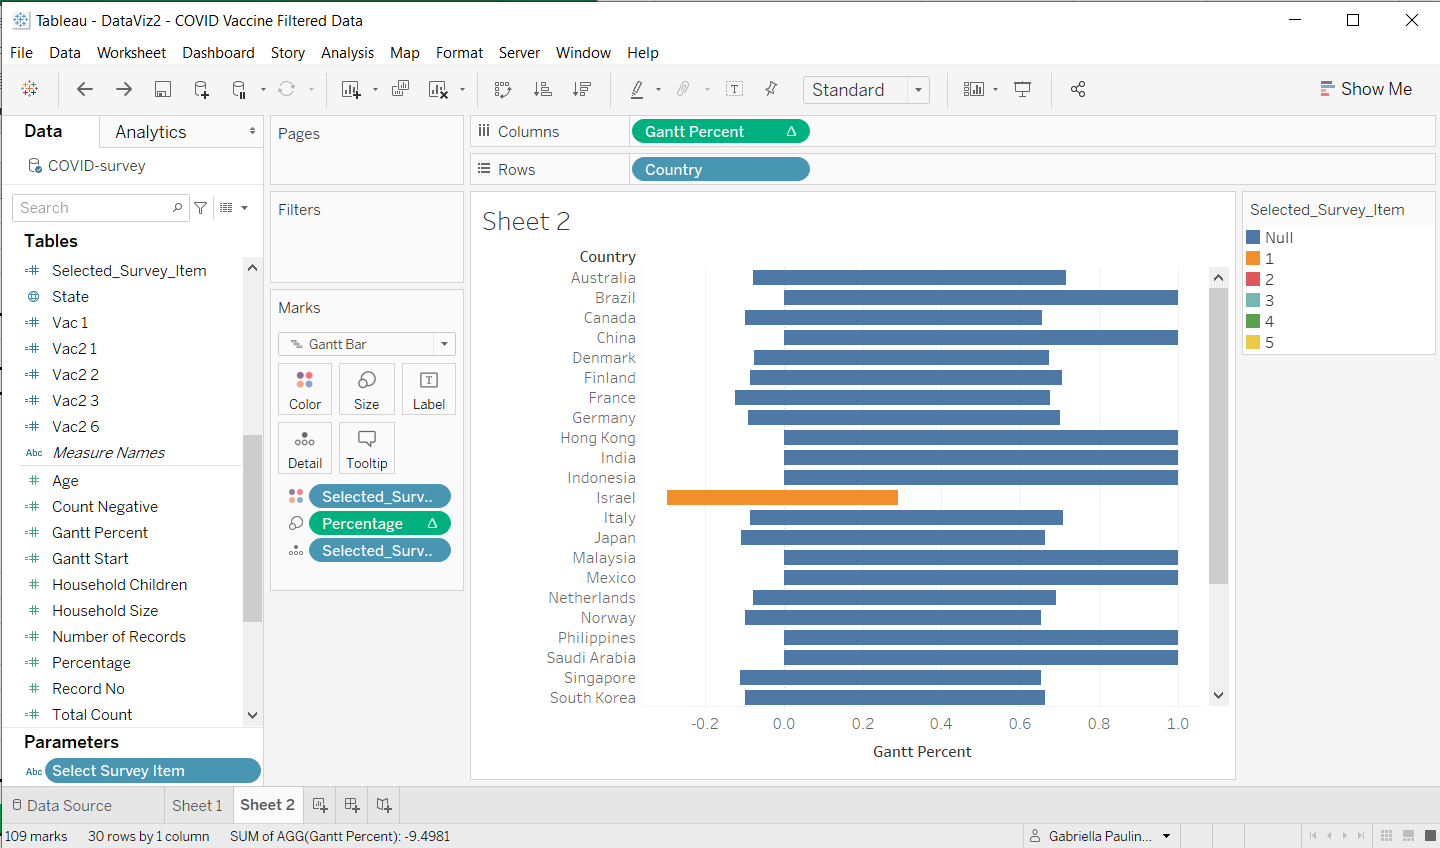 Tableau - DataViz2 - COVID Vaccine Filtered Data
File Data Worksheet Dashboard Story Analysis Map Format Server Window Help
Standard
Show Me
Data
Analytics
COVID-survey
Search
Tables
Selected_Survey_Item
State
Vac 1
Vac2 1
Vac2 2
Vac2 3
Vac2 6
Abc Measure Names
Age
Count Negative
Gantt Percent
Gantt Start
Household Children
Household Size
Number of Records
Percentage
Record No
Total Count
Parameters
Abc Select Survey Item
Pages
Filters
Marks
Gantt Bar
Color Size Label
Detail Tooltip
Selected_Surv..
Percentage Δ
Selected_Surv..
Columns
Gantt Percent Δ
Rows
Country
Sheet 2
Country
Australia
Brazil
Canada
China
Denmark
Finland
France
Germany
Hong Kong
India
Indonesia
Israel
Italy
Japan
Malaysia
Mexico
Netherlands
Norway
Philippines
Saudi Arabia
Singapore
South Korea
-0.2 0.0 0.2 0.4 0.6 0.8 1.0
Gantt Percent
Selected_Survey_Item
Null
1
2
3
4
5
Data Source Sheet 1 Sheet 2
109 marks 30 rows by 1 column SUM of AGG(Gantt Percent): -9.4981
Gabriella Paulin...